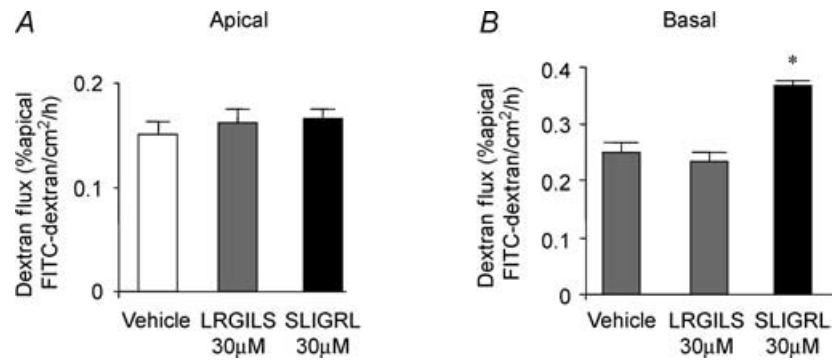 A
Apical
Dextran flux (%apical
FITC-dextran/cm²/h)
0.2
0.1
0
Vehicle LRGILS SLIGRL
30μM 30μM
B
Basal
*
Dextran flux (%apical
FITC-dextran/cm²/h)
0.4
0.3
0.2
0.1
0
Vehicle LRGILS SLIGRL
30μM 30μM